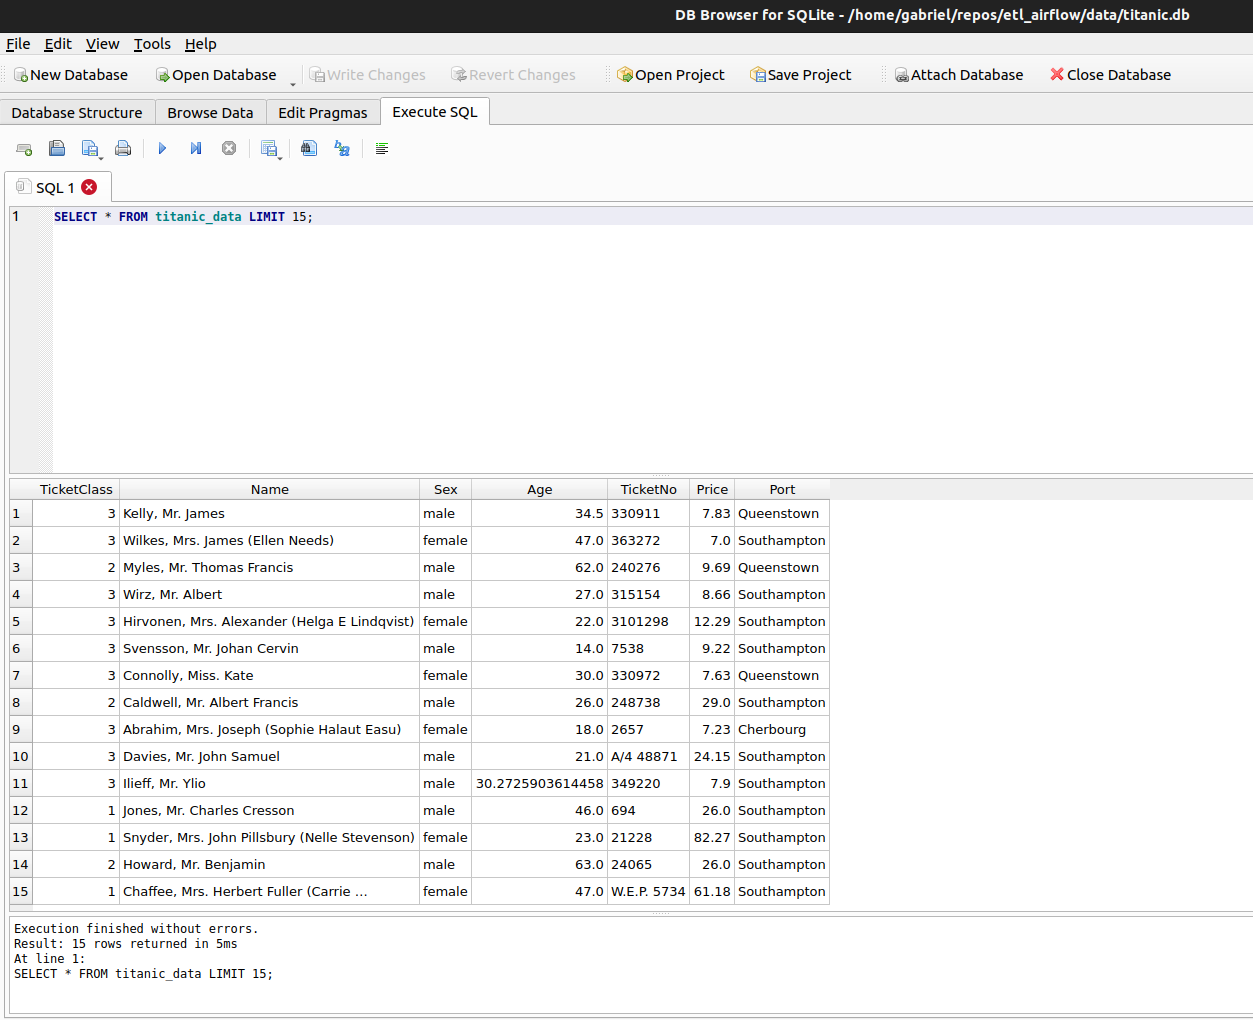 DB Browser for SQLite - /home/gabriel/repos/etl_airflow/data/titanic.db
File Edit View Tools Help
New Database Open Database Write Changes Revert Changes Open Project Save Project Attach Database Close Database
Database Structure Browse Data Edit Pragmas Execute SQL
SQL 1
1 SELECT * FROM titanic_data LIMIT 15;
TicketClass Name Sex Age TicketNo Price Port
1 3 Kelly, Mr. James male 34.5 330911 7.83 Queenstown
2 3 Wilkes, Mrs. James (Ellen Needs) female 47.0 363272 7.0 Southampton
3 2 Myles, Mr. Thomas Francis male 62.0 240276 9.69 Queenstown
4 3 Wirz, Mr. Albert male 27.0 315154 8.66 Southampton
5 3 Hirvonen, Mrs. Alexander (Helga E Lindqvist) female 22.0 3101298 12.29 Southampton
6 3 Svensson, Mr. Johan Cervin male 14.0 7538 9.22 Southampton
7 3 Connolly, Miss. Kate female 30.0 330972 7.63 Queenstown
8 2 Caldwell, Mr. Albert Francis male 26.0 248738 29.0 Southampton
9 3 Abrahim, Mrs. Joseph (Sophie Halaut Easu) female 18.0 2657 7.23 Cherbourg
10 3 Davies, Mr. John Samuel male 21.0 A/4 48871 24.15 Southampton
11 3 Ilieff, Mr. Ylio male 30.2725903614458 349220 7.9 Southampton
12 1 Jones, Mr. Charles Cresson male 46.0 694 26.0 Southampton
13 1 Snyder, Mrs. John Pillsbury (Nelle Stevenson) female 23.0 21228 82.27 Southampton
14 2 Howard, Mr. Benjamin male 63.0 24065 26.0 Southampton
15 1 Chaffee, Mrs. Herbert Fuller (Carrie ... female 47.0 W.E.P. 5734 61.18 Southampton
Execution finished without errors.
Result: 15 rows returned in 5ms
At line 1:
SELECT * FROM titanic_data LIMIT 15;